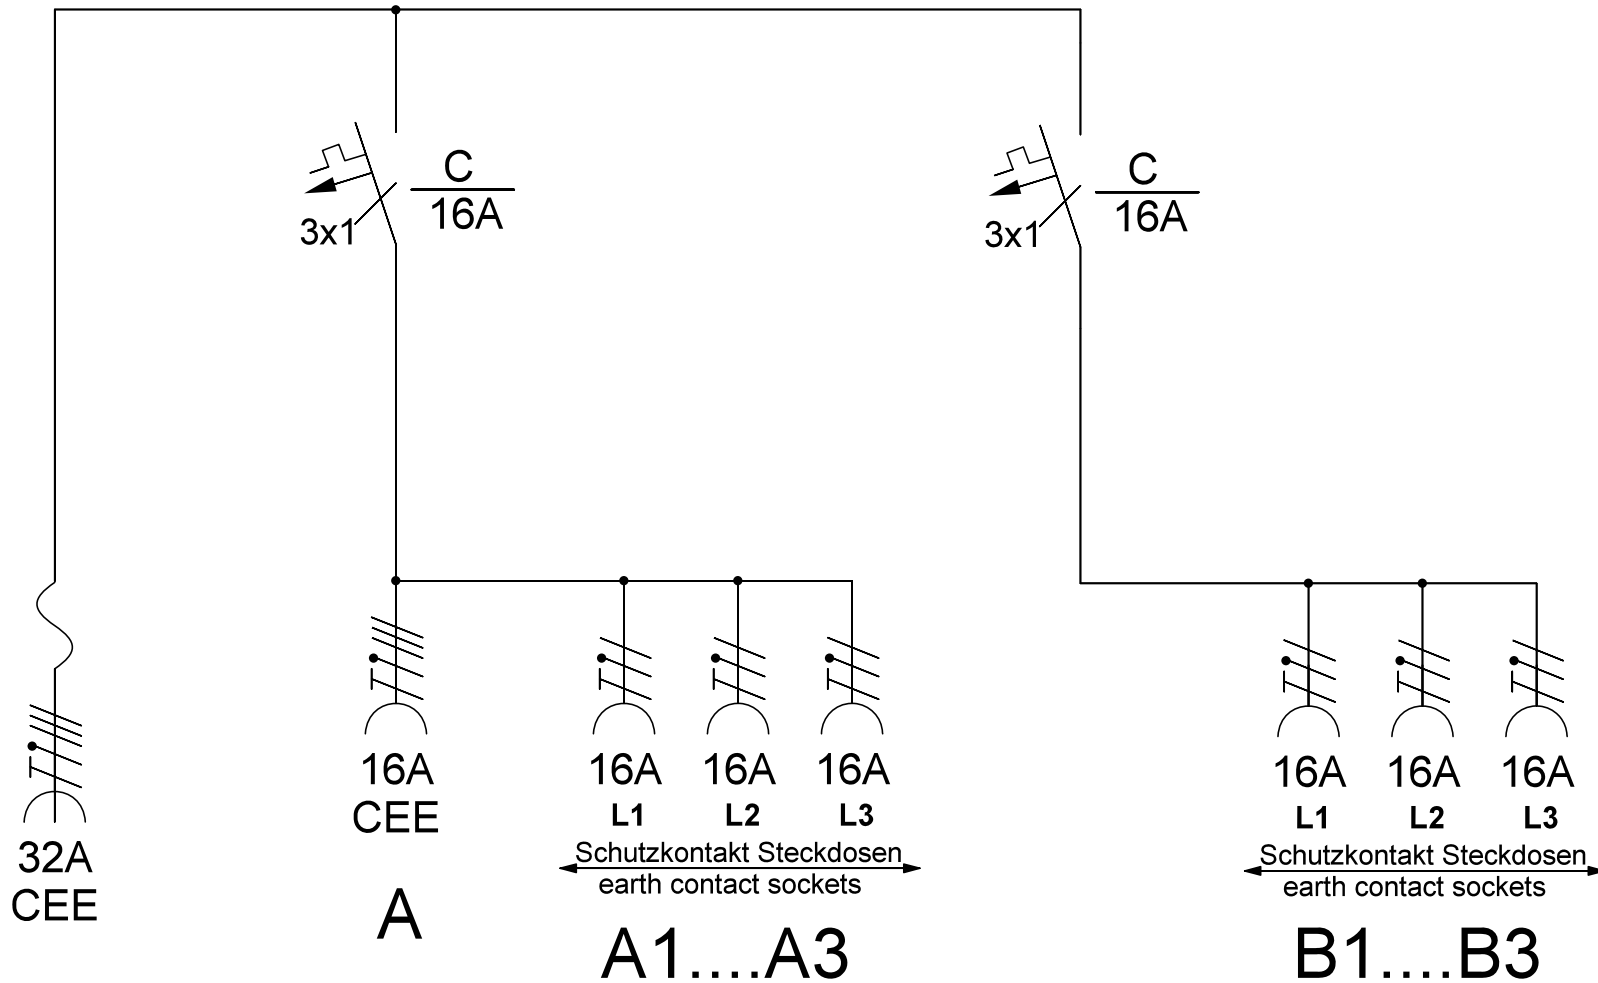 C
16A
3x1
C
16A
3x1
32A
CEE
16A
CEE
A
16A
16A
16A
L1
L2
L3
Schutzkontakt Steckdosen
earth contact sockets
A1....A3
16A
16A
16A
L1
L2
L3
Schutzkontakt Steckdosen
earth contact sockets
B1....B3